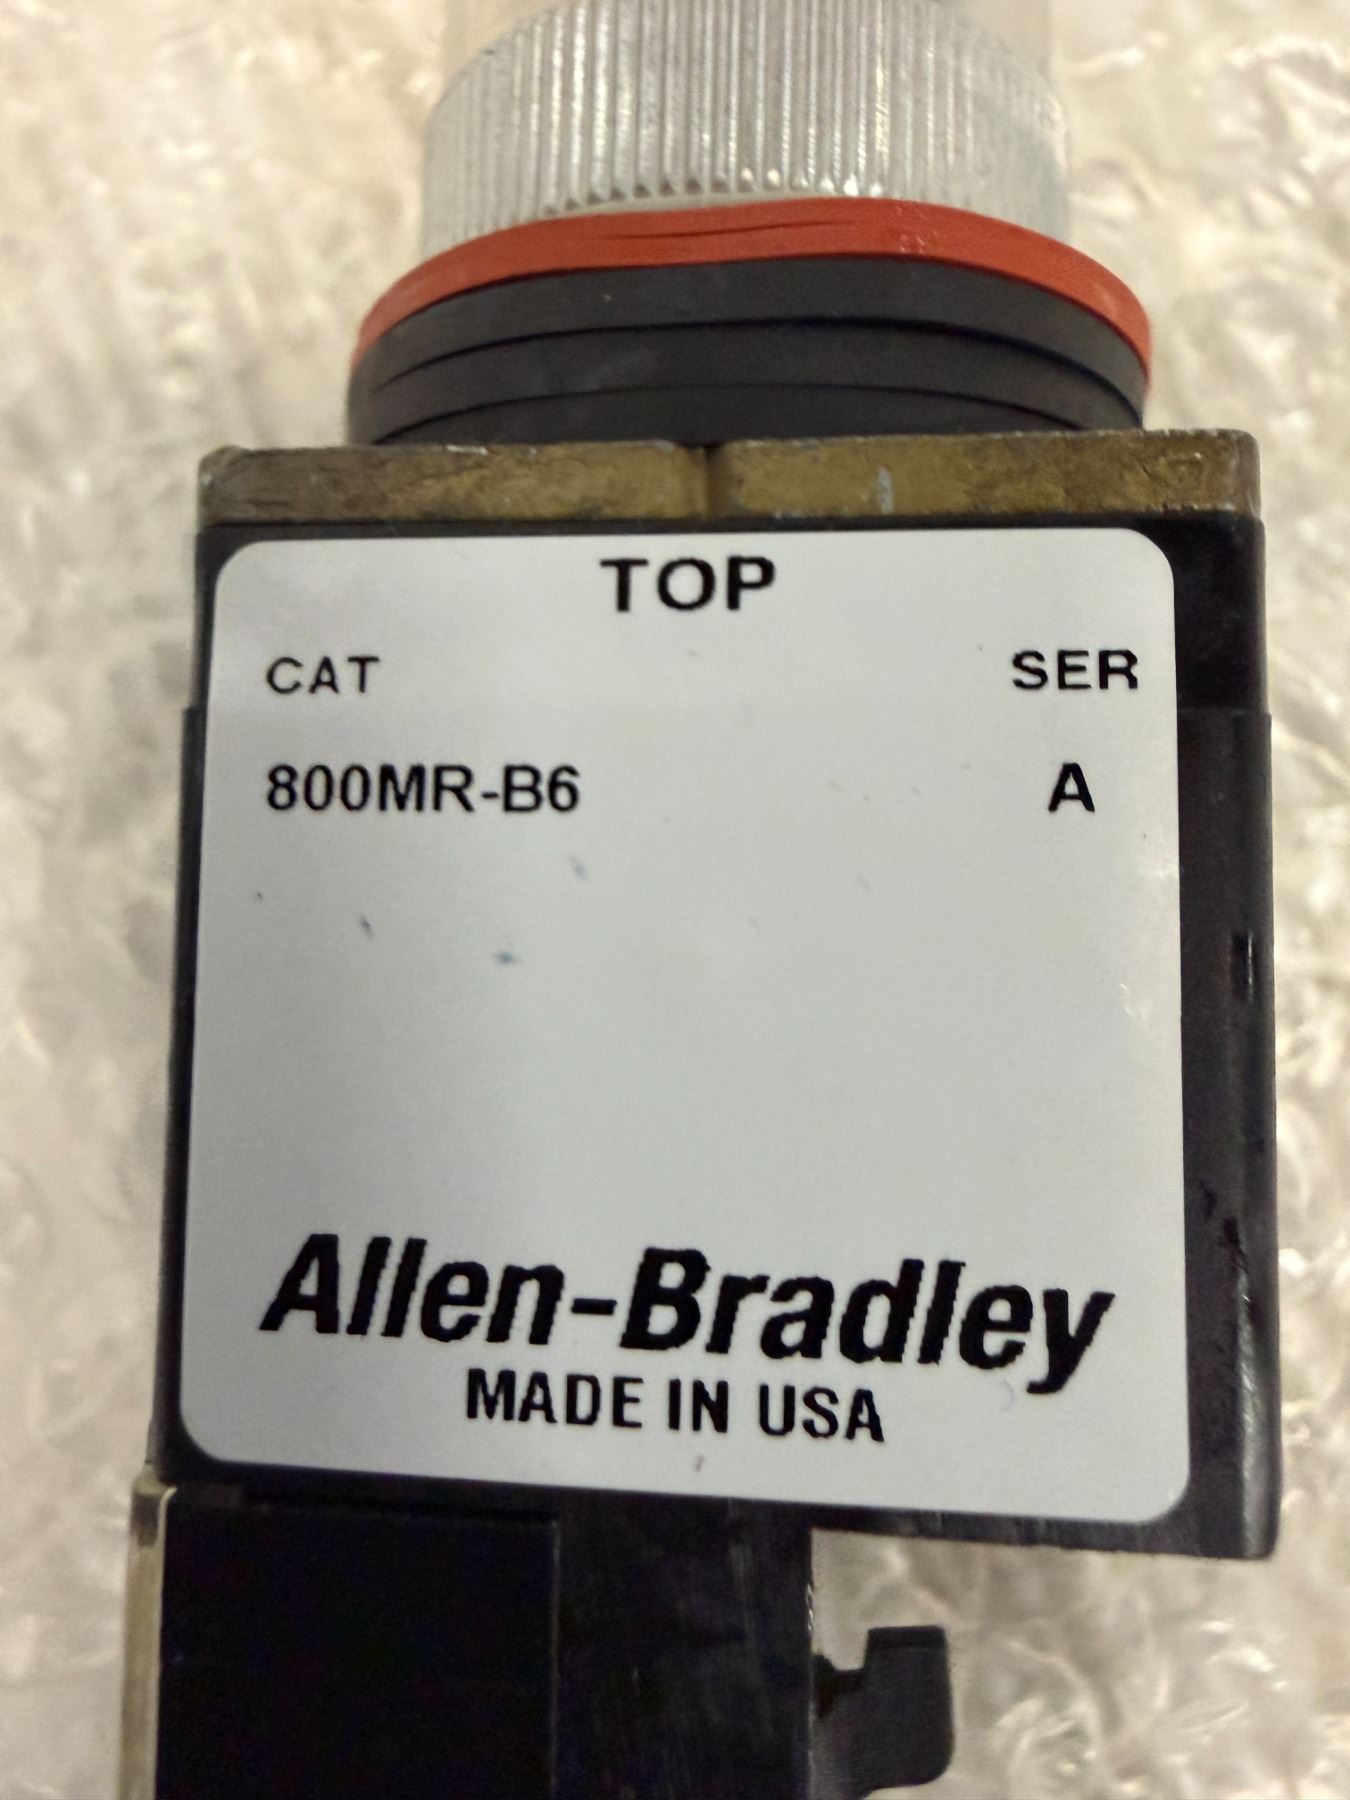 TOP
CAT SER
800MR-B6 A
Allen-Bradley
MADE IN USA